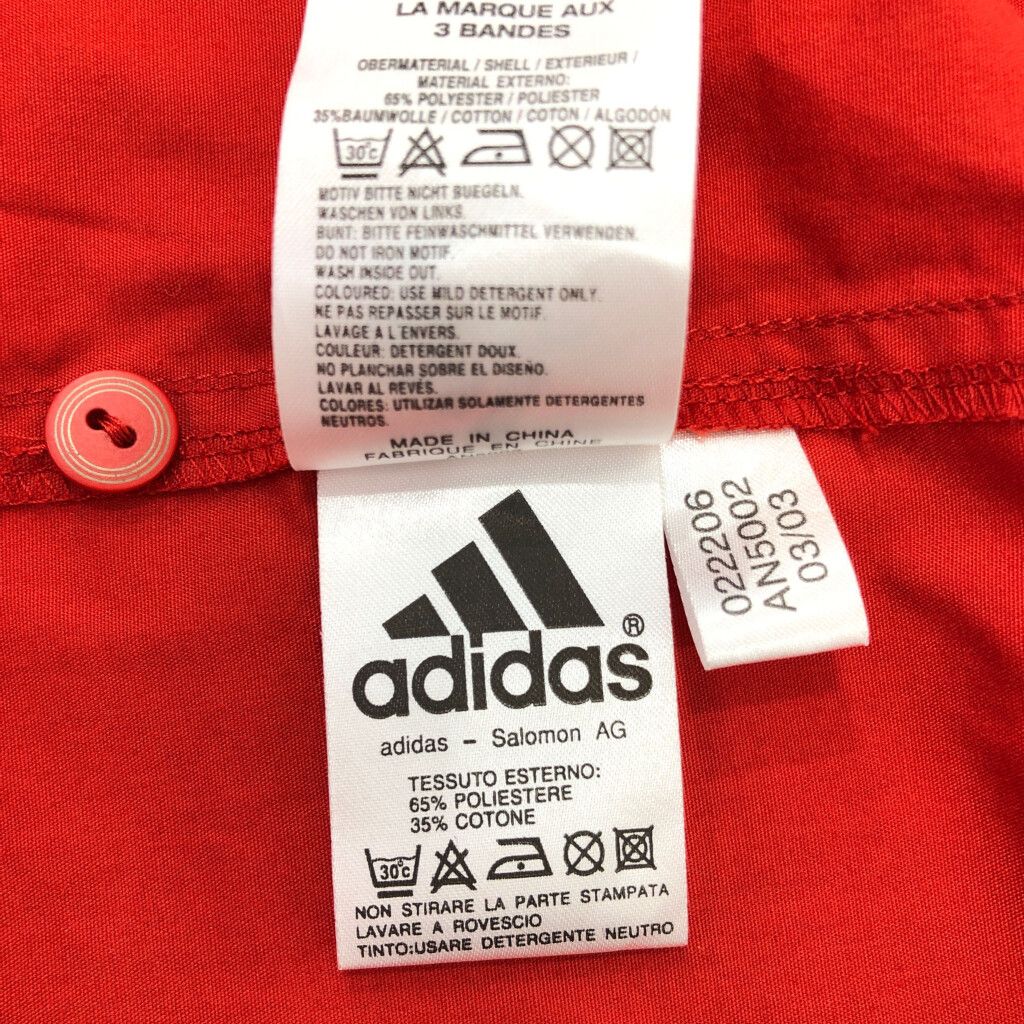 LA MARQUE AUX
3 BANDES
OBERMATERIAL / SHELL / EXTERIEUR /
MATERIAL EXTERNO:
65% POLYESTER / POLIESTER
35%BAUMWOLLE / COTTON / COTON / ALGODÓN
30°c
MOTIV BITTE NICHT BUEGELN.
WASCHEN VON LINKS.
BUNT: BITTE FEINWASCHMITTEL VERWENDEN.
DO NOT IRON MOTIF.
WASH INSIDE OUT.
COLOURED: USE MILD DETERGENT ONLY.
NE PAS REPASSER SUR LE MOTIF.
LAVAGE A L'ENVERS.
COULEUR: DETERGENT DOUX.
NO PLANCHAR SOBRE EL DISEÑO.
LAVAR AL REVÉS.
COLORES: UTILIZAR SOLAMENTE DETERGENTES
NEUTROS.
MADE IN CHINA
FABRIQUE EN CHINE
022206
AN5002
03/03
adidas®
adidas - Salomon AG
TESSUTO ESTERNO:
65% POLIESTERE
35% COTONE
30°c
NON STIRARE LA PARTE STAMPATA
LAVARE A ROVESCIO
TINTO:USARE DETERGENTE NEUTRO